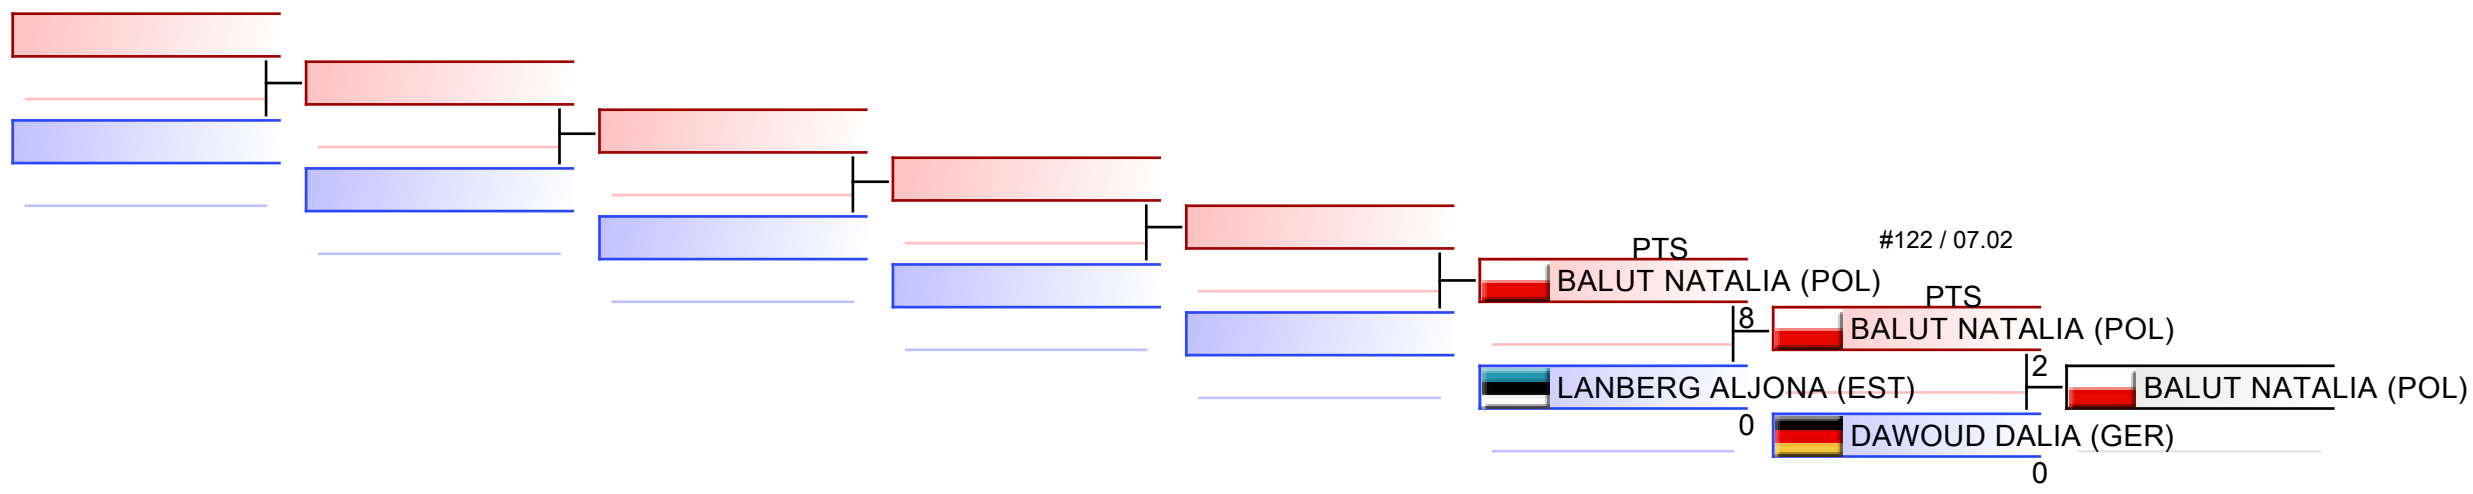 #122 / 07.02
PTS
BALUT NATALIA (POL)
PTS
8
BALUT NATALIA (POL)
2
LANBERG ALJONA (EST)
BALUT NATALIA (POL)
0
DAWOUD DALIA (GER)
0